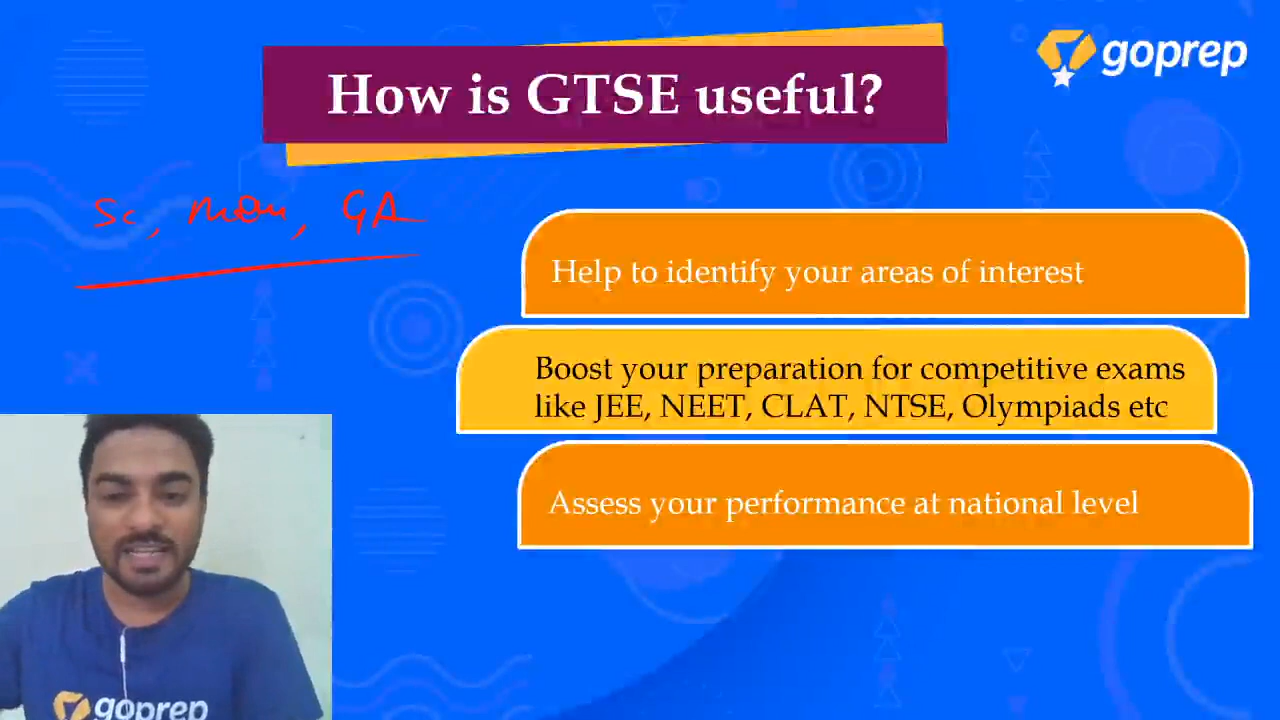 How is GTSE useful?
goprep
Sc, , GA
Help to identify your areas of interest
Boost your preparation for competitive exams
like JEE, NEET, CLAT, NTSE, Olympiads etc
Assess your performance at national level
goprep